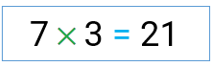 7 × 3 = 21